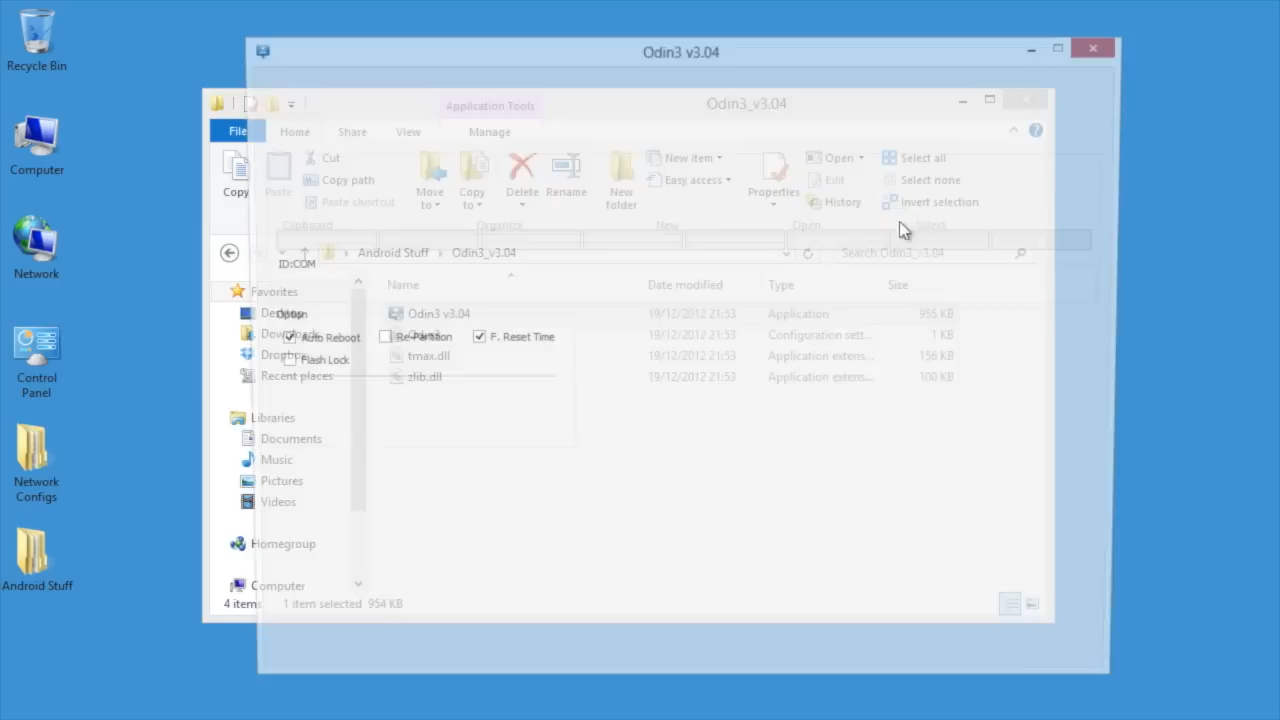 Recycle Bin
Computer
Network
Control
Panel
Network
Configs
Android Stuff
Odin3 v3.04
Application Tools
Odin3_v3.04
File
Home
Share
View
Manage
Copy
Paste
Cut
Copy path
Paste shortcut
Move
to
Copy
to
Delete
Rename
New
folder
New item
Easy access
Properties
Open
Edit
History
Select all
Select none
Invert selection
Clipboard
Organize
New
Open
Select
Android Stuff
Odin3_v3.04
Search Odin3_v3.04
ID:COM
Name
Date modified
Type
Size
Favorites
Desktop
Downloads
Dropbox
Recent places
Option
Auto Reboot
Re-Partition
F. Reset Time
Flash Lock
Odin3 v3.04 19/12/2012 21:53 Application 955 KB
Odin3 19/12/2012 21:53 Configuration sett... 1 KB
tmax.dll 19/12/2012 21:53 Application extens... 156 KB
zlib.dll 19/12/2012 21:53 Application extens... 100 KB
Libraries
Documents
Music
Pictures
Videos
Homegroup
Computer
4 items 1 item selected 954 KB